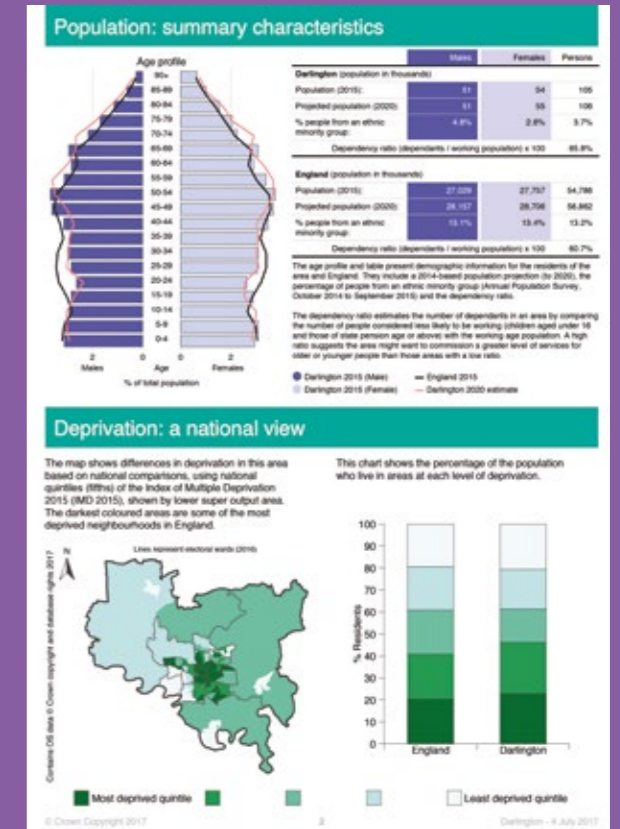 Population: summary characteristics
Age profile
90+
85-89
80-84
75-79
70-74
65-69
60-64
55-59
50-54
45-49
40-44
35-39
30-34
25-29
20-24
15-19
10-14
5-9
0-4
2 0 0 2
Males Age Females
% of total population
Males Females Persons
Darlington (population in thousands)
Population (2015): 51 54 105
Projected population (2020): 51 55 106
% people from an ethnic
minority group: 4.8% 2.8% 3.7%
Dependency ratio (dependants / working population) x 100 65.8%
England (population in thousands)
Population (2015): 27,029 27,757 54,786
Projected population (2020): 28,157 28,706 56,862
% people from an ethnic
minority group: 13.1% 13.4% 13.2%
Dependency ratio (dependants / working population) x 100 60.7%
The age profile and table present demographic information for the residents of the
area and England. They include a 2014-based population projection (to 2020), the
percentage of people from an ethnic minority group (Annual Population Survey,
October 2014 to September 2015) and the dependency ratio.
The dependency ratio estimates the number of dependants in an area by comparing
the number of people considered less likely to be working (children aged under 16
and those of state pension age or above) with the working age population. A high
ratio suggests the area might want to commission a greater level of services for
older or younger people than those areas with a low ratio.
Darlington 2015 (Male) England 2015
Darlington 2015 (Female) Darlington 2020 estimate
Deprivation: a national view
The map shows differences in deprivation in this area
based on national comparisons, using national
quintiles (fifths) of the Index of Multiple Deprivation
2015 (IMD 2015), shown by lower super output area.
The darkest coloured areas are some of the most
deprived neighbourhoods in England.
This chart shows the percentage of the population
who live in areas at each level of deprivation.
N
Lines represent electoral wards (2016)
Contains OS data © Crown copyright and database rights 2017
% Residents
100
90
80
70
60
50
40
30
20
10
0
England Darlington
Most deprived quintile Least deprived quintile
© Crown Copyright 2017 2 Darlington - 4 July 2017